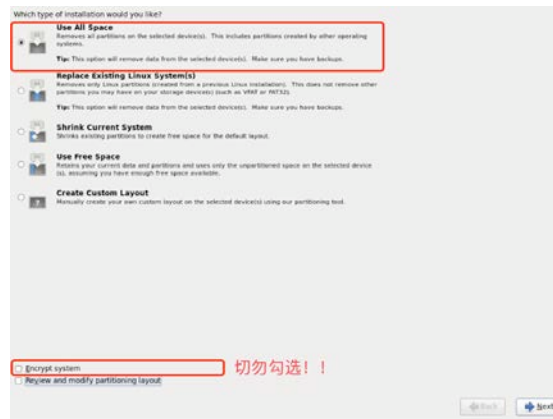 Which type of installation would you like?
Use All Space
Removes all partitions on the selected device(s). This includes partitions created by other operating
systems.
Tip: This option will remove data from the selected device(s). Make sure you have backups.
Replace Existing Linux System(s)
Removes only Linux partitions (created from a previous Linux installation). This does not remove other
partitions you may have on your storage device(s) (such as VFAT or FAT32).
Tip: This option will remove data from the selected device(s). Make sure you have backups.
Shrink Current System
Shrinks existing partitions to create free space for the default layout.
Use Free Space
Retains your current data and partitions and uses only the unpartitioned space on the selected device
(s), assuming you have enough free space available.
Create Custom Layout
Manually create your own custom layout on the selected device(s) using our partitioning tool.
Encrypt system 切勿勾选！！
Review and modify partitioning layout
Back Next